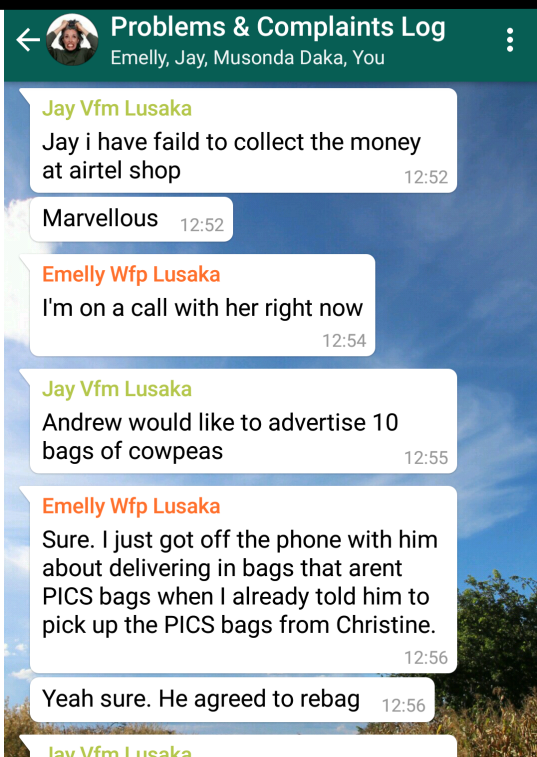 Problems & Complaints Log
Emelly, Jay, Musonda Daka, You
Jay Vfm Lusaka
Jay i have faild to collect the money
at airtel shop
12:52
Marvellous 12:52
Emelly Wfp Lusaka
I'm on a call with her right now
12:54
Jay Vfm Lusaka
Andrew would like to advertise 10
bags of cowpeas
12:55
Emelly Wfp Lusaka
Sure. I just got off the phone with him
about delivering in bags that arent
PICS bags when I already told him to
pick up the PICS bags from Christine.
12:56
Yeah sure. He agreed to rebag 12:56
Jay Vfm Lusaka